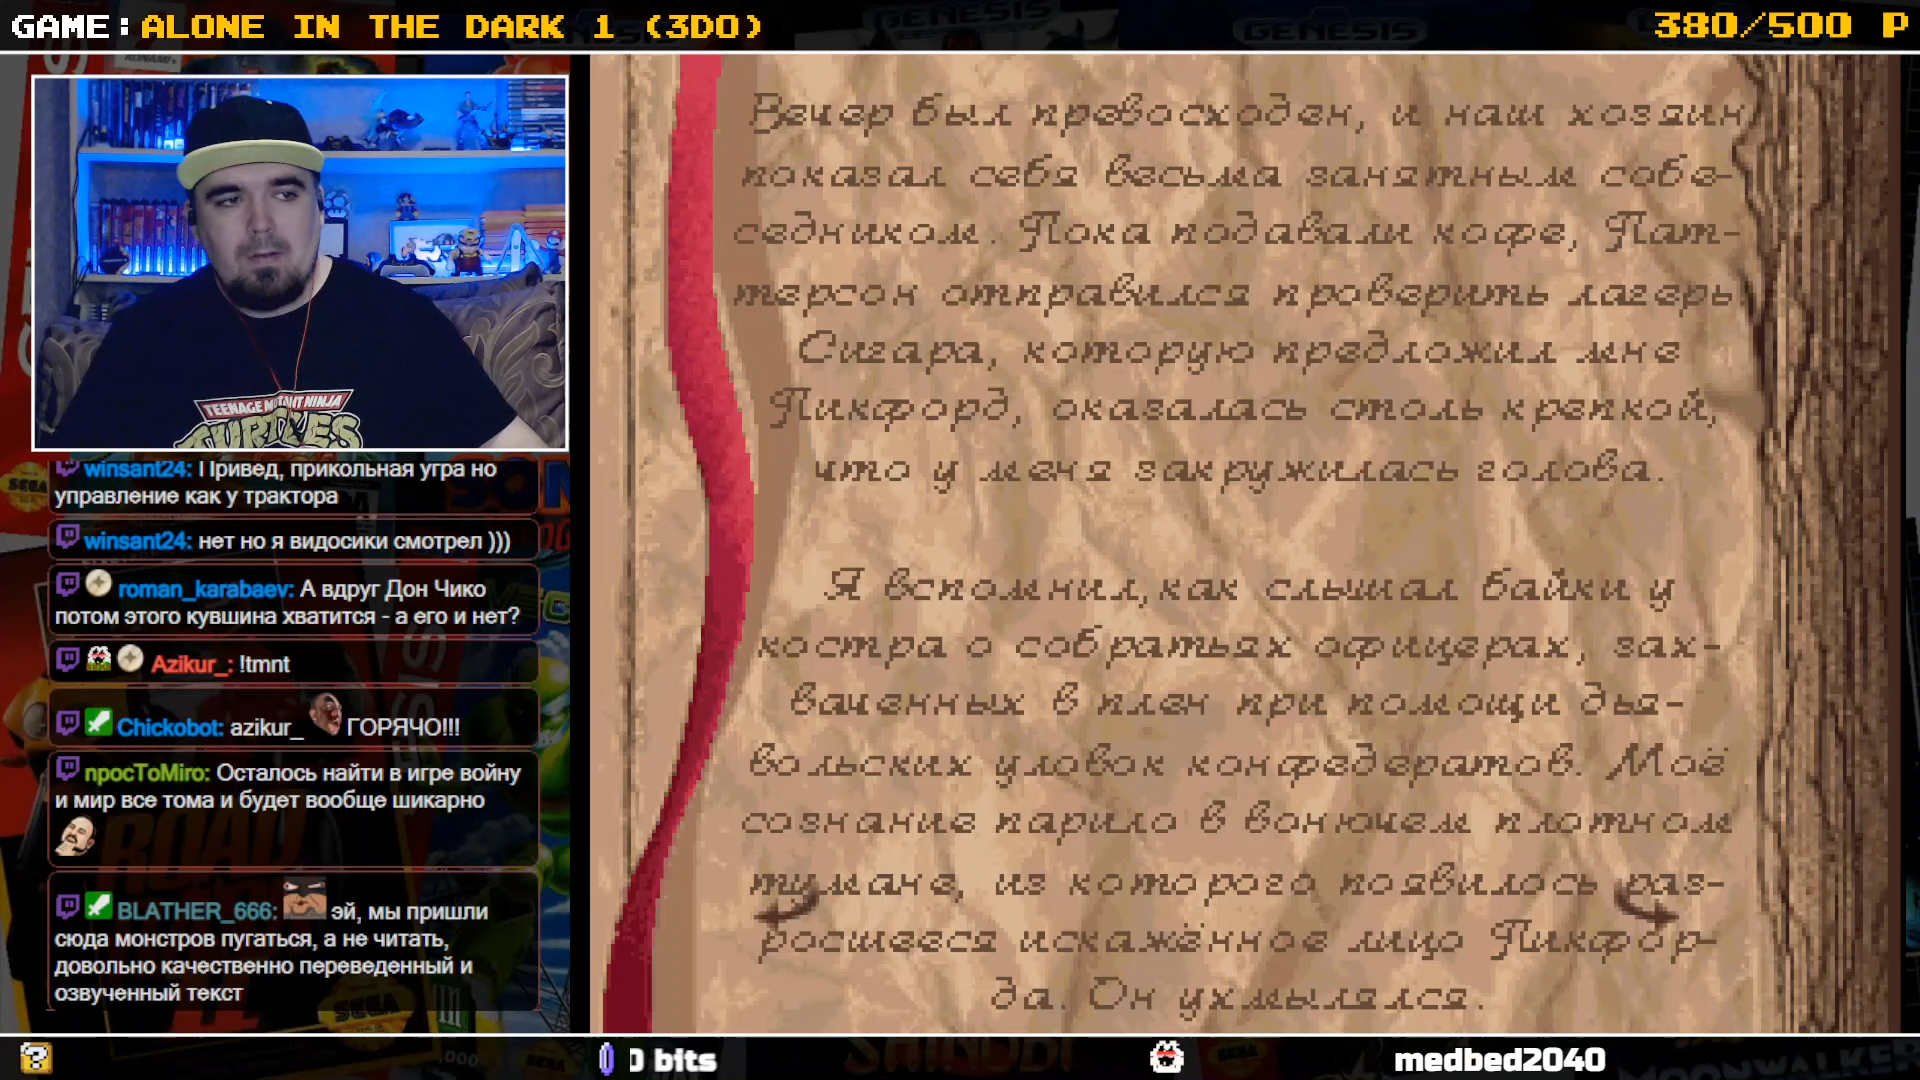 GAME: ALONE IN THE DARK 1 (3DO)
380/500 P
TEENAGE MUTANT NINJA
TURTLES
winsant24: Привед, прикольная угра но
управление как у трактора
winsant24: нет но я видосики смотрел )))
roman_karabaev: А вдруг Дон Чико
потом этого кувшина хватится - а его и нет?
Azikur_: !tmnt
Chickobot: azikur_ ГОРЯЧО!!!
npocToMiro: Осталось найти в игре войну
и мир все тома и будет вообще шикарно
BLATHER_666: эй, мы пришли
сюда монстров пугаться, а не читать,
довольно качественно переведенный и
озвученный текст
Вечер был превосходен, и наш хозяин
показал себя весьма занятным собе-
седником. Пока подавали кофе, Пат-
терсон отправился проверить лагерь
Сигара, которую предложил мне
Пикфорд, оказалась столь крепкой,
что у меня закружилась голова.
Я вспомнил,как слышал байки у
костра о собратьях офицерах, зах-
ваченных в плен при помощи дья-
вольских уловок конфедератов. Моё
сознание парило в вонючем плотном
тумане, из которого появилось раз-
росшееся искажённое лицо Пикфор-
да. Он ухмылялся.
0 bits
medbed2040